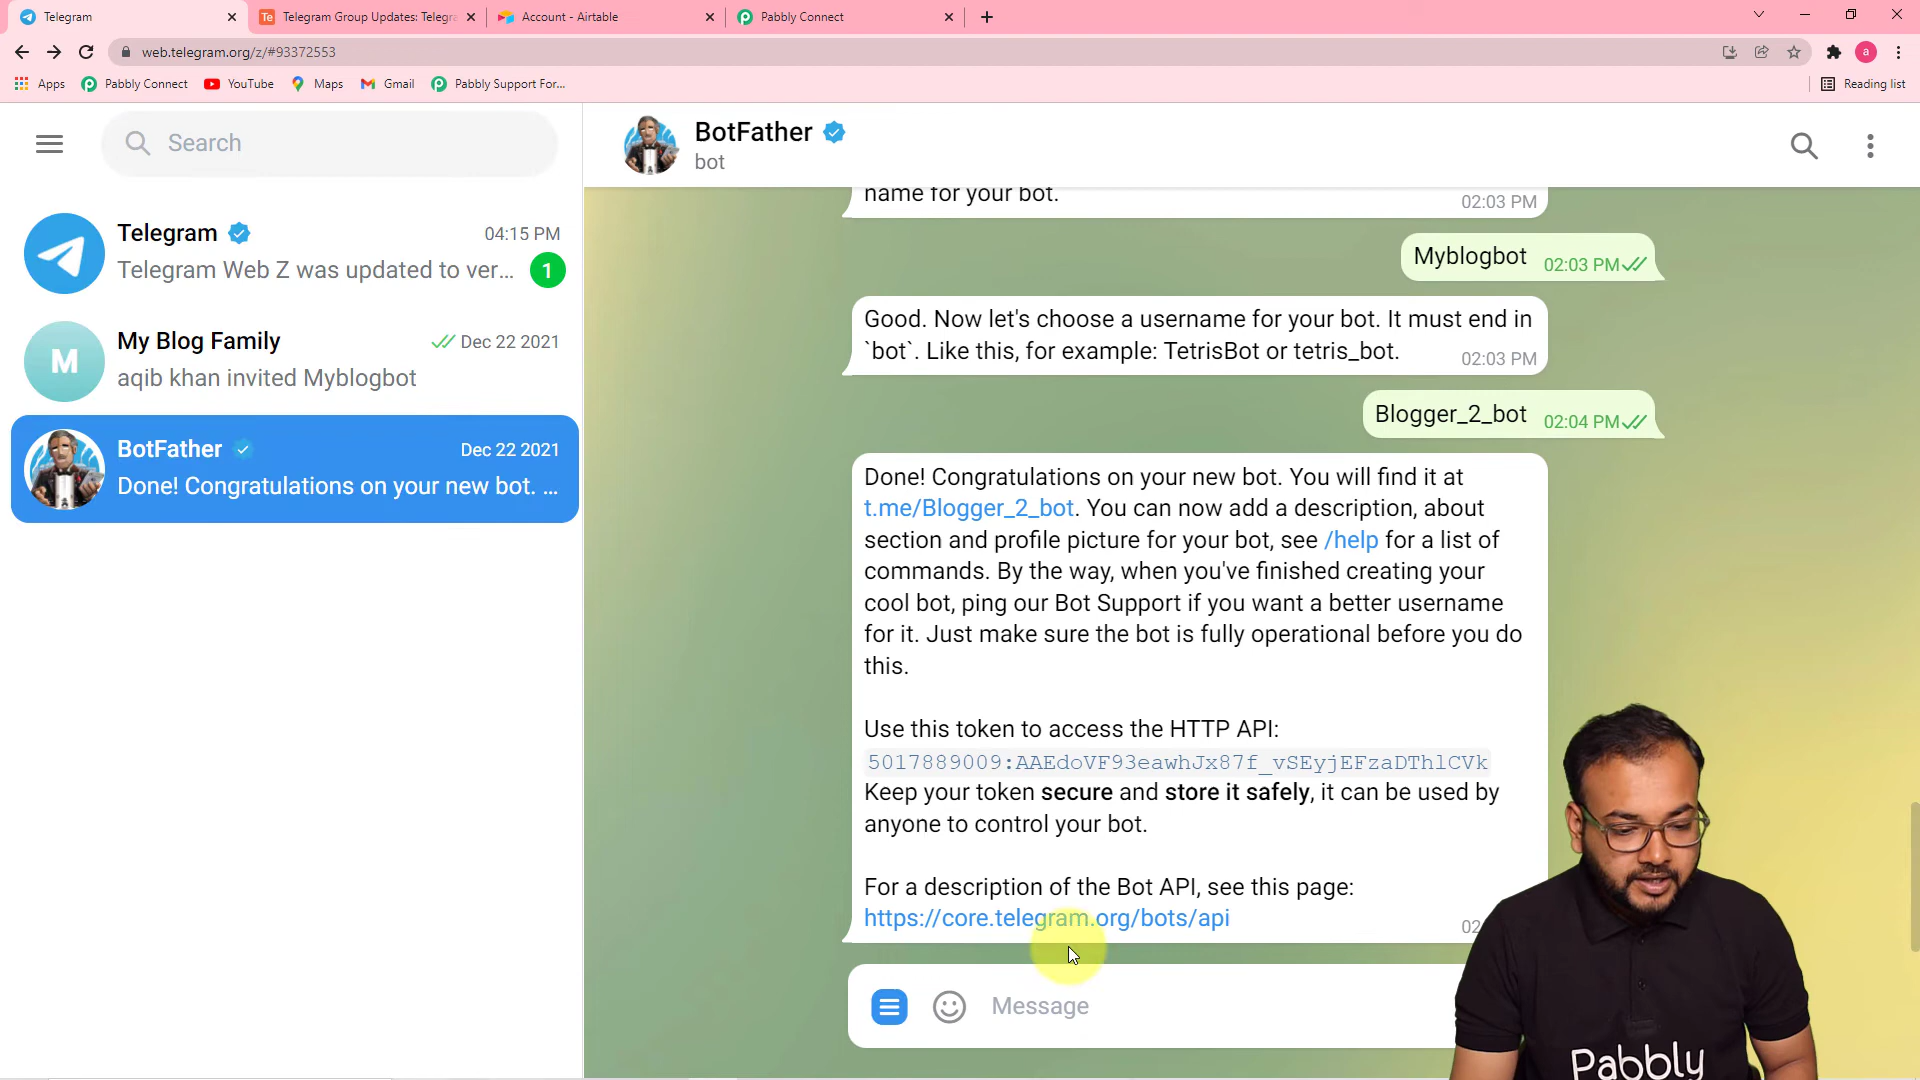 Telegram
Telegram Group Updates: Telegra
Account - Airtable
Pabbly Connect
web.telegram.org/z/#93372553
a
Apps
Pabbly Connect
YouTube
Maps
Gmail
Pabbly Support For...
Reading list
Search
BotFather
bot
Telegram
04:15 PM
Telegram Web Z was updated to ver...
1
M
My Blog Family
Dec 22 2021
aqib khan invited Myblogbot
BotFather
Dec 22 2021
Done! Congratulations on your new bot. ...
name for your bot.
02:03 PM
Myblogbot
02:03 PM
Good. Now let's choose a username for your bot. It must end in
`bot`. Like this, for example: TetrisBot or tetris_bot.
02:03 PM
Blogger_2_bot
02:04 PM
Done! Congratulations on your new bot. You will find it at
t.me/Blogger_2_bot. You can now add a description, about
section and profile picture for your bot, see /help for a list of
commands. By the way, when you've finished creating your
cool bot, ping our Bot Support if you want a better username
for it. Just make sure the bot is fully operational before you do
this.
Use this token to access the HTTP API:
5017889009:AAEdoVF93eawhJx87f_vSEyjEFzaDThlCVk
Keep your token secure and store it safely, it can be used by
anyone to control your bot.
For a description of the Bot API, see this page:
https://core.telegram.org/bots/api
02
Message
Pabbly